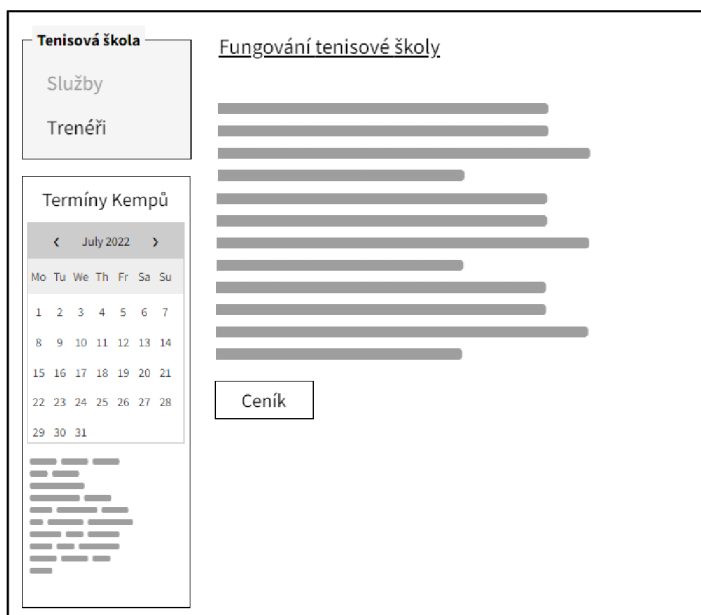 Tenisová škola
Služby
Trenéři
Termíny Kempů
‹ July 2022 ›
Mo Tu We Th Fr Sa Su
1 2 3 4 5 6 7
8 9 10 11 12 13 14
15 16 17 18 19 20 21
22 23 24 25 26 27 28
29 30 31
Fungování tenisové školy
Ceník